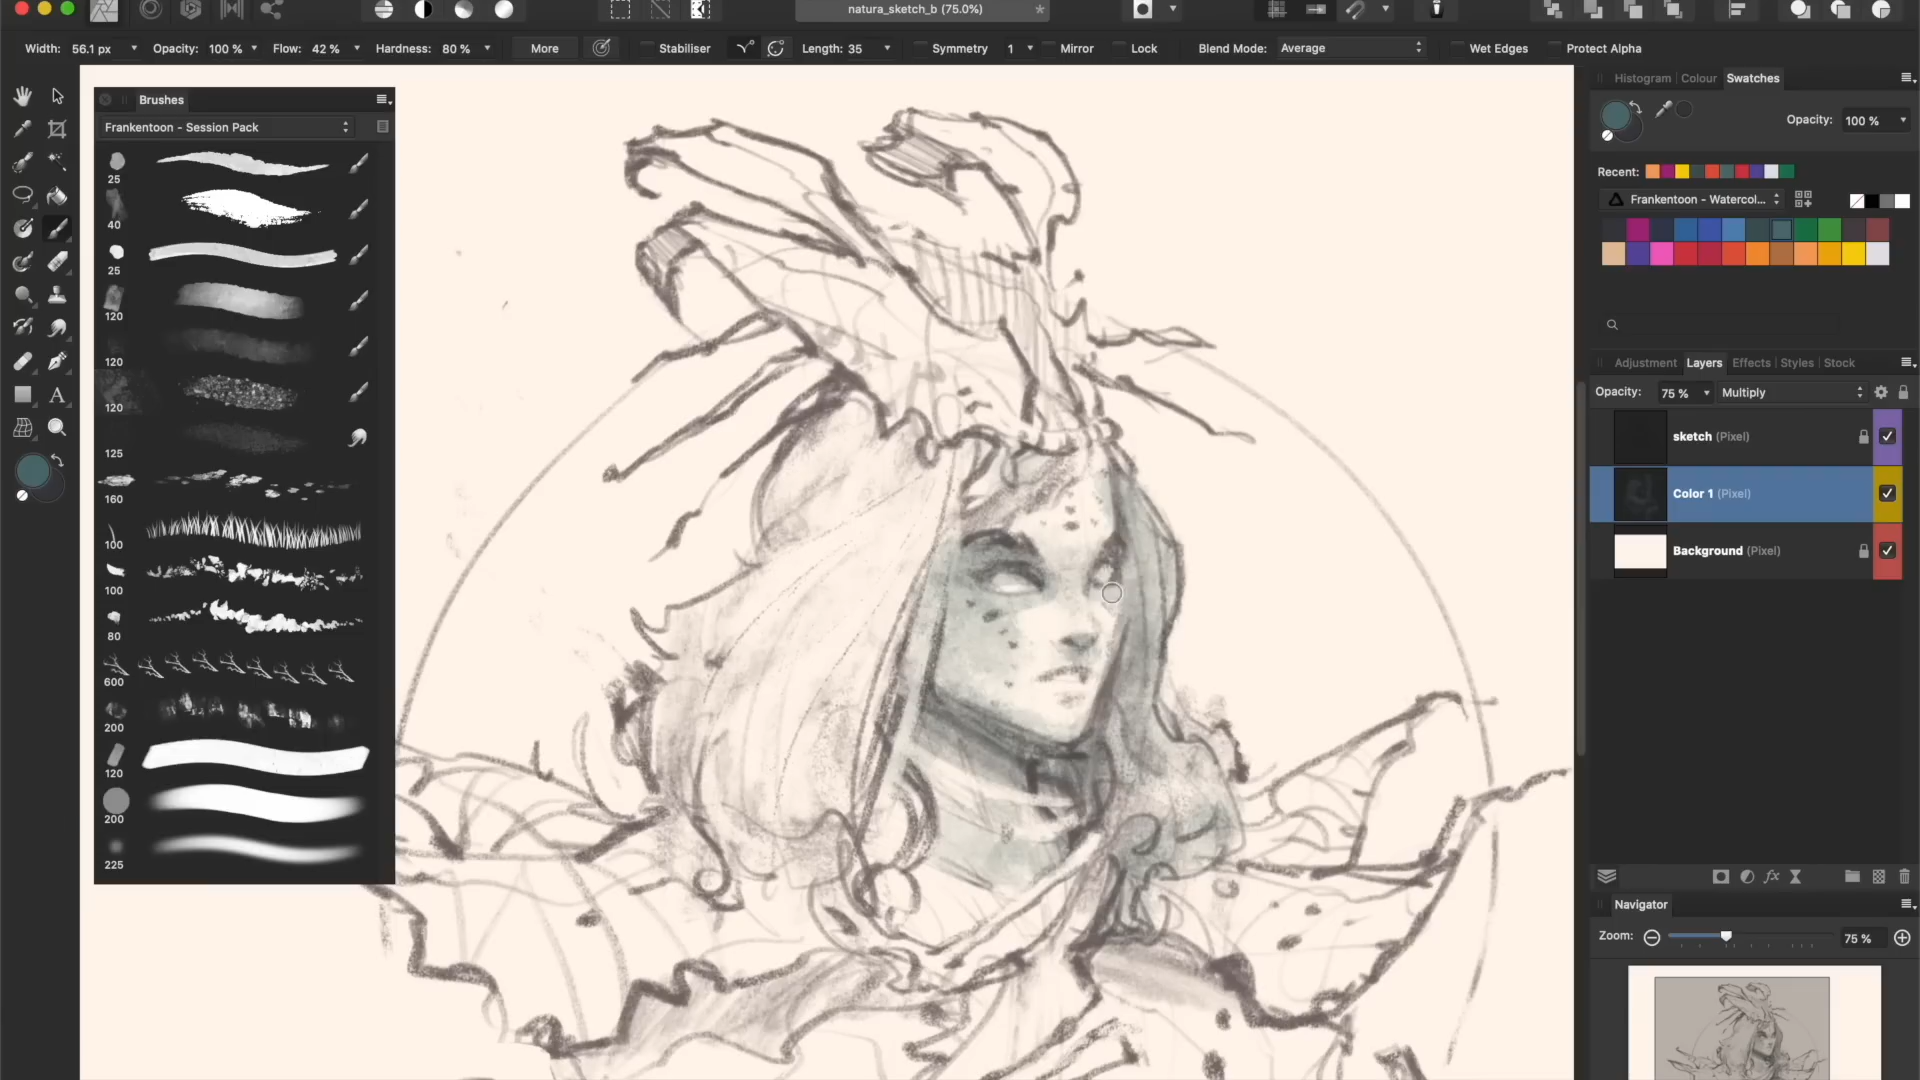 natura_sketch_b (75.0%)
*
Width: 56.1 px Opacity: 100 % Flow: 42 % Hardness: 80 % More Stabiliser Length: 35 Symmetry 1 Mirror Lock Blend Mode: Average Wet Edges Protect Alpha
Brushes
Frankentoon - Session Pack
25
40
25
120
120
120
125
160
100
100
80
600
200
120
200
225
A
Histogram Colour Swatches
Opacity: 100 %
Recent:
Frankentoon - Watercol...
Adjustment Layers Effects Styles Stock
Opacity: 75 % Multiply
sketch (Pixel)
Color 1 (Pixel)
Background (Pixel)
fx
Navigator
Zoom: 75 %